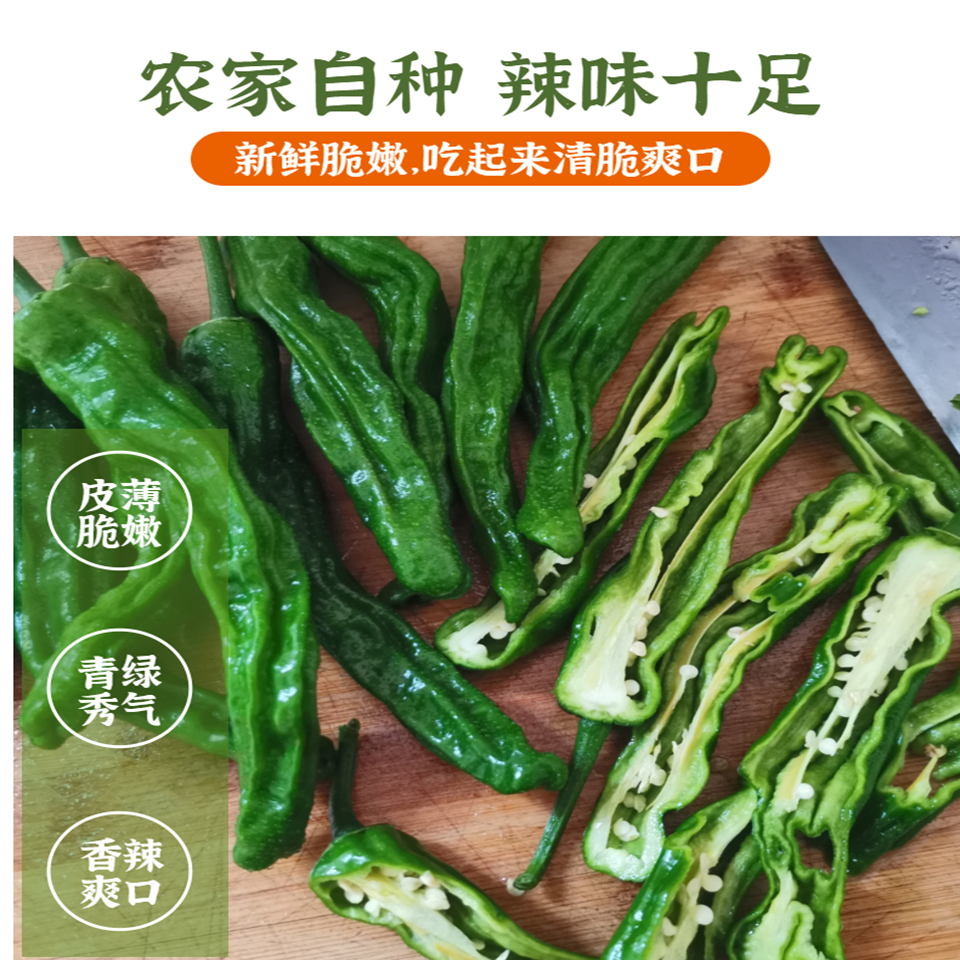 农家自种 辣味十足
新鲜脆嫩,吃起来清脆爽口
皮薄
脆嫩
青绿
秀气
香辣
爽口